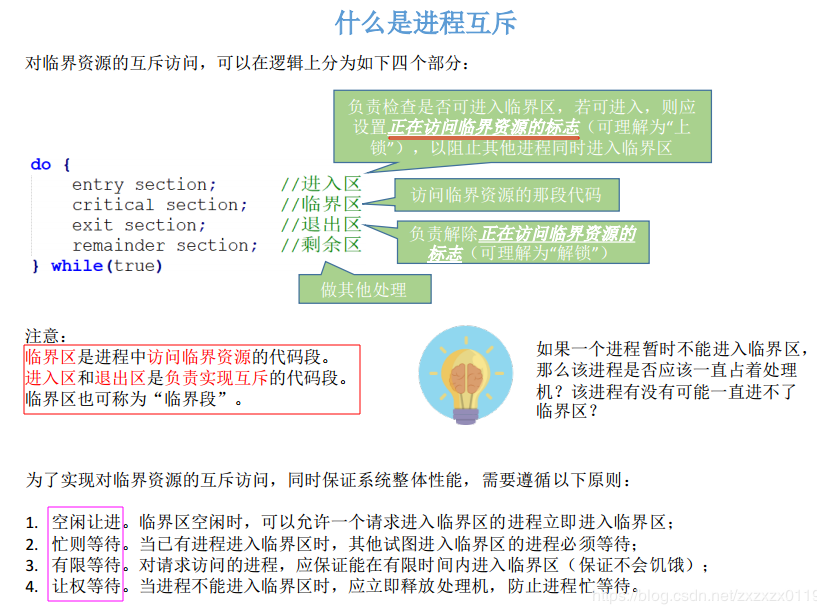 什么是进程互斥
对临界资源的互斥访问，可以在逻辑上分为如下四个部分：
负责检查是否可进入临界区，若可进入，则应
设置正在访问临界资源的标志（可理解为“上
锁”），以阻止其他进程同时进入临界区
do {
entry section; //进入区
critical section; //临界区
exit section; //退出区
remainder section; //剩余区
} while(true)
访问临界资源的那段代码
负责解除正在访问临界资源的
标志（可理解为“解锁”）
做其他处理
注意：
临界区是进程中访问临界资源的代码段。
进入区和退出区是负责实现互斥的代码段。
临界区也可称为“临界段”。
如果一个进程暂时不能进入临界区，
那么该进程是否应该一直占着处理
机？该进程有没有可能一直进不了
临界区？
为了实现对临界资源的互斥访问，同时保证系统整体性能，需要遵循以下原则：
1. 空闲让进。临界区空闲时，可以允许一个请求进入临界区的进程立即进入临界区；
2. 忙则等待。当已有进程进入临界区时，其他试图进入临界区的进程必须等待；
3. 有限等待。对请求访问的进程，应保证能在有限时间内进入临界区（保证不会饥饿）；
4. 让权等待。当进程不能进入临界区时，应立即释放处理机，防止进程忙等待。
https://blog.csdn.net/zxzxzx0119